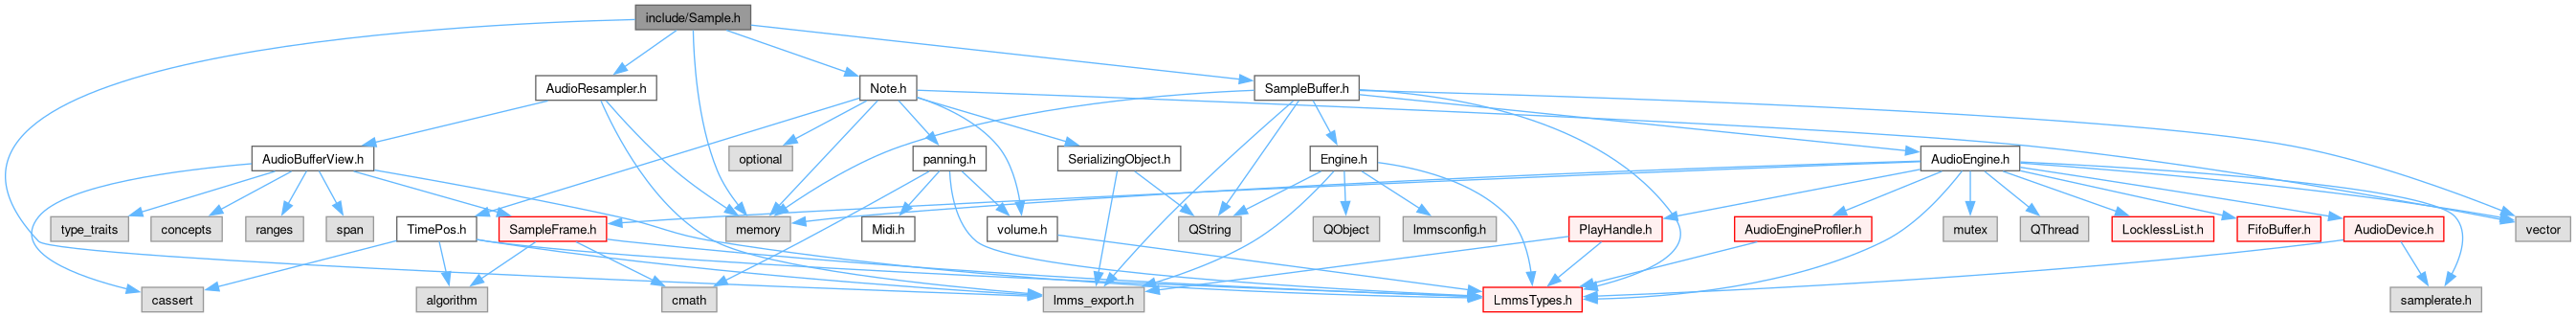 include/Sample.h
AudioResampler.h
Note.h
SampleBuffer.h
AudioBufferView.h
optional
panning.h
SerializingObject.h
Engine.h
AudioEngine.h
type_traits
concepts
ranges
span
TimePos.h
SampleFrame.h
memory
Midi.h
volume.h
QString
QObject
lmmsconfig.h
PlayHandle.h
AudioEngineProfiler.h
mutex
QThread
LocklessList.h
FifoBuffer.h
AudioDevice.h
vector
cassert
algorithm
cmath
lmms_export.h
LmmsTypes.h
samplerate.h